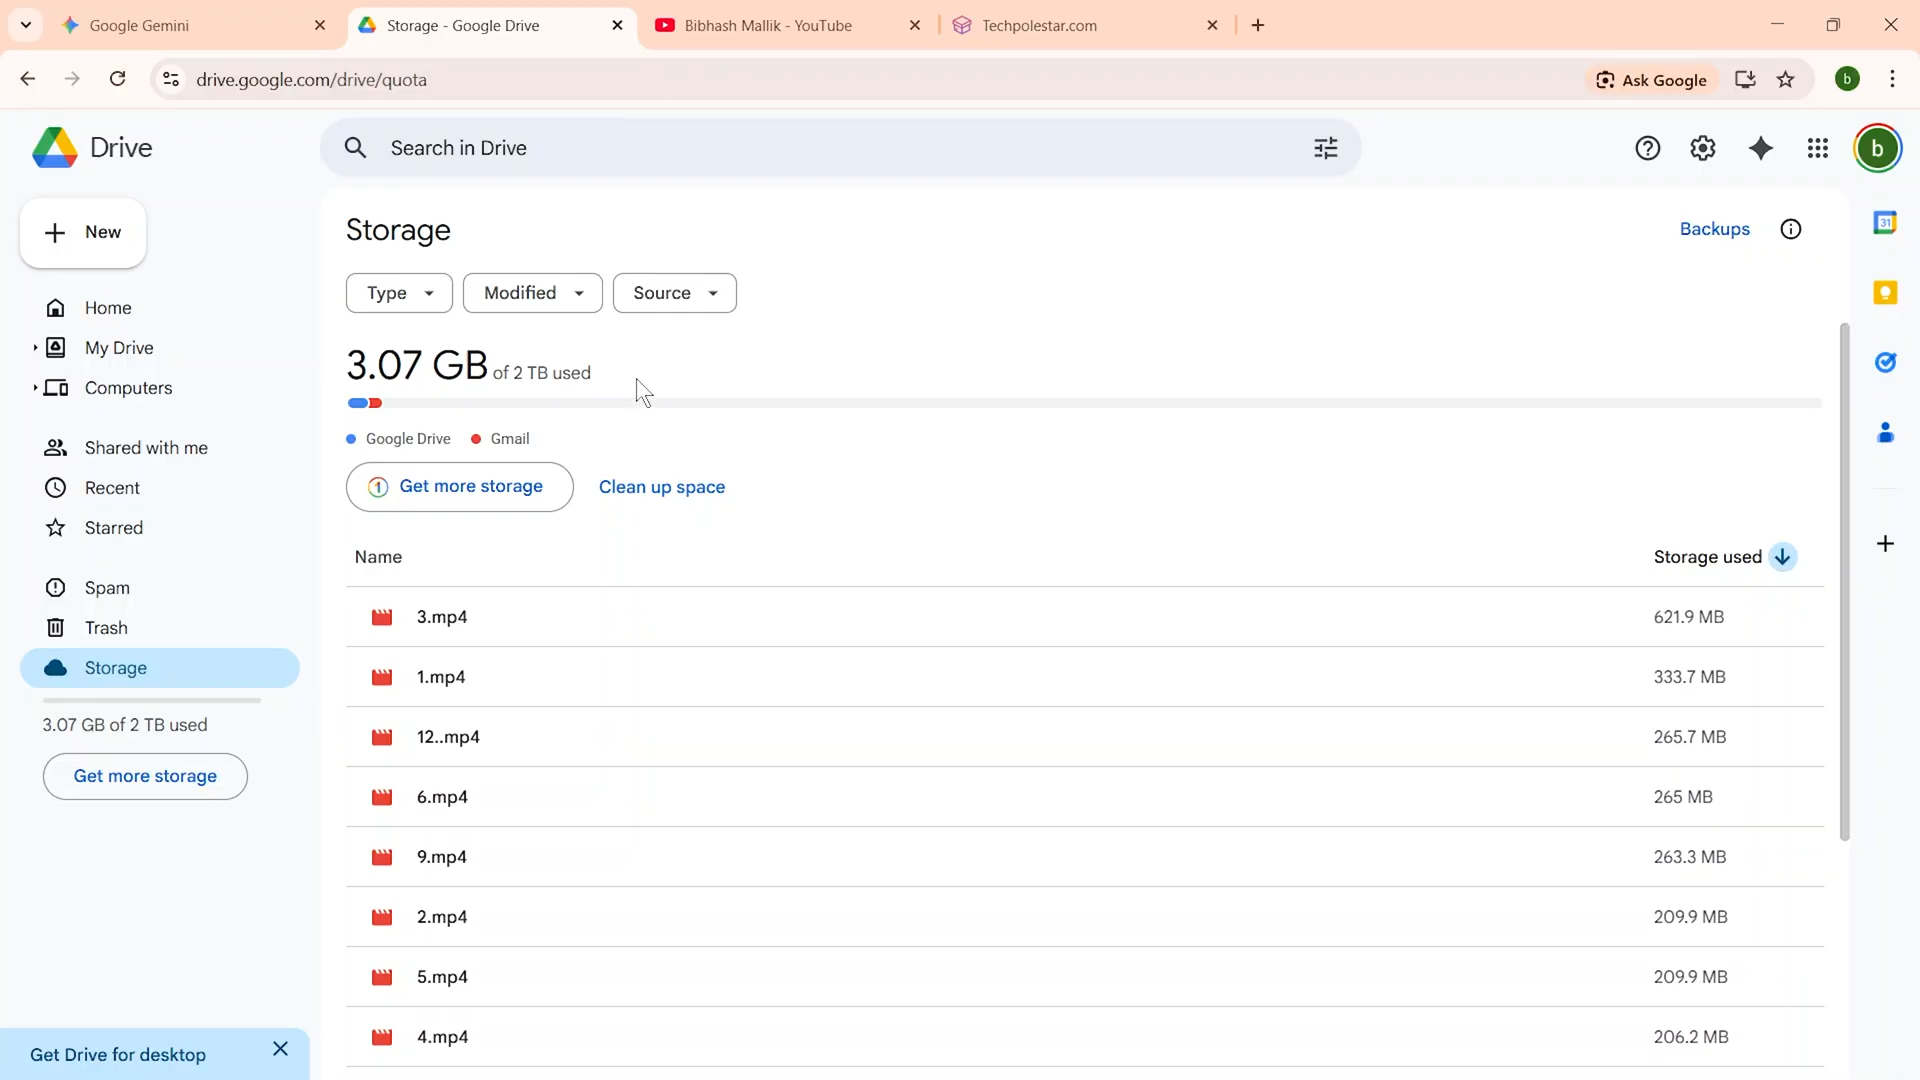 Google Gemini
Storage - Google Drive
Bibhash Mallik - YouTube
Techpolestar.com
drive.google.com/drive/quota
Ask Google
b
Drive
Search in Drive
b
New
Storage
Backups
31
Type
Modified
Source
Home
My Drive
Computers
3.07 GB of 2 TB used
Google Drive
Gmail
Shared with me
Recent
Starred
1 Get more storage
Clean up space
Name
Storage used
Spam
Trash
Storage
3.07 GB of 2 TB used
Get more storage
3.mp4 621.9 MB
1.mp4 333.7 MB
12..mp4 265.7 MB
6.mp4 265 MB
9.mp4 263.3 MB
2.mp4 209.9 MB
5.mp4 209.9 MB
4.mp4 206.2 MB
Get Drive for desktop